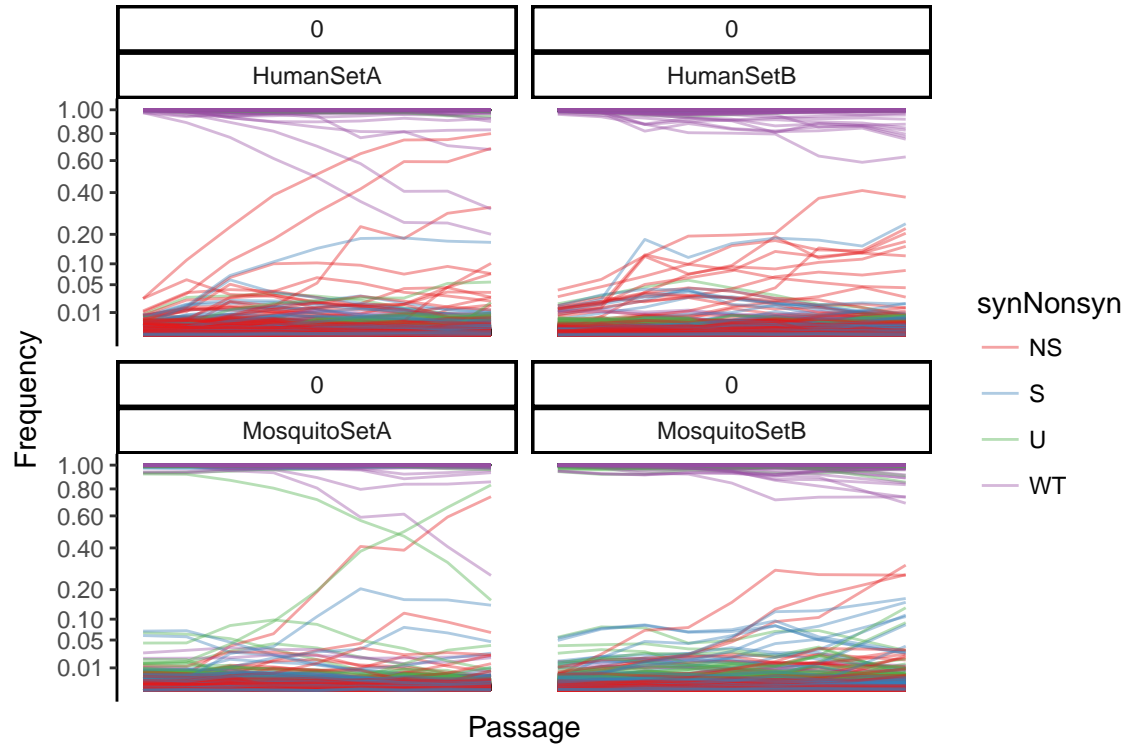 0
0
HumanSetA
HumanSetB
1.00
0.80
0.60
0.40
0.20
0.10
0.05
0.01
0
0
MosquitoSetA
MosquitoSetB
1.00
0.80
0.60
0.40
0.20
0.10
0.05
0.01
Frequency
Passage
synNonsyn
NS
S
U
WT